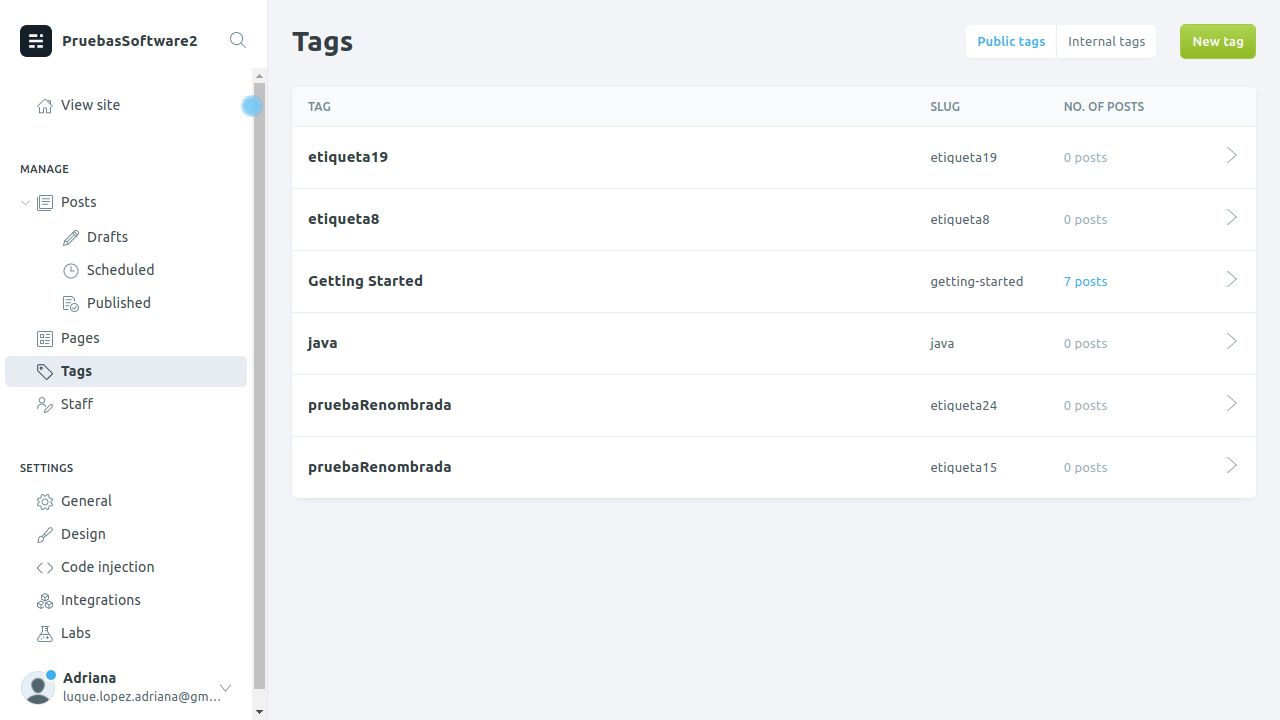 PruebasSoftware2
View site
MANAGE
Posts
Drafts
Scheduled
Published
Pages
Tags
Staff
SETTINGS
General
Design
Code injection
Integrations
Labs
Adriana
luque.lopez.adriana@gm...
Tags
Public tags Internal tags New tag
TAG SLUG NO. OF POSTS
etiqueta19 etiqueta19 0 posts
etiqueta8 etiqueta8 0 posts
Getting Started getting-started 7 posts
java java 0 posts
pruebaRenombrada etiqueta24 0 posts
pruebaRenombrada etiqueta15 0 posts